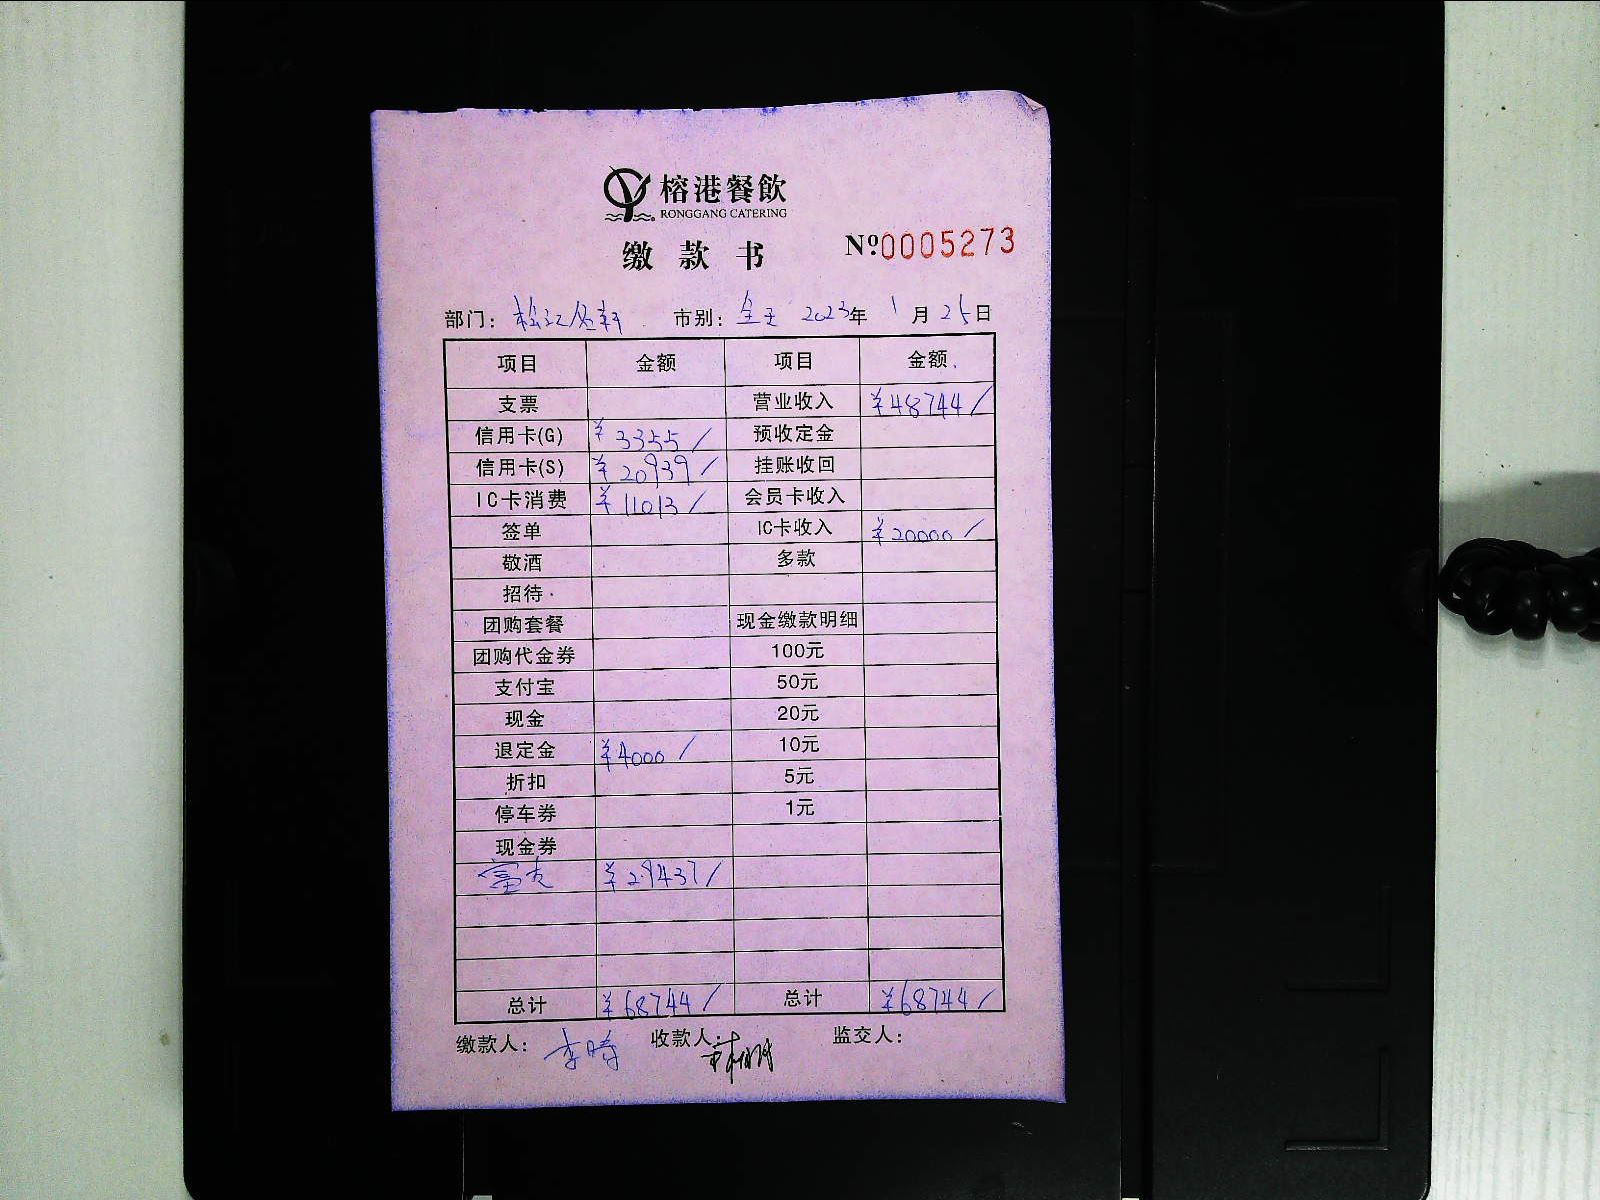 榕港餐飲
RONGGANG CATERING
缴款书 №0005273
部门: 松江名轩 市别: 全天 2023年 1月25日
项目 金额 项目 金额
支票 营业收入 ¥48744/
信用卡(G) ¥3355/ 预收定金
信用卡(S) ¥20939/ 挂账收回
IC卡消费 ¥11013/ 会员卡收入
签单 IC卡收入 ¥20000/
敬酒 多款
招待
团购套餐 现金缴款明细
团购代金券 100元
支付宝 50元
现金 20元
退定金 ¥4000/ 10元
折扣 5元
停车券 1元
现金券
富友 ¥29437/
总计 ¥68744/ 总计 ¥68744/
缴款人: 李晴 收款人: 监交人: